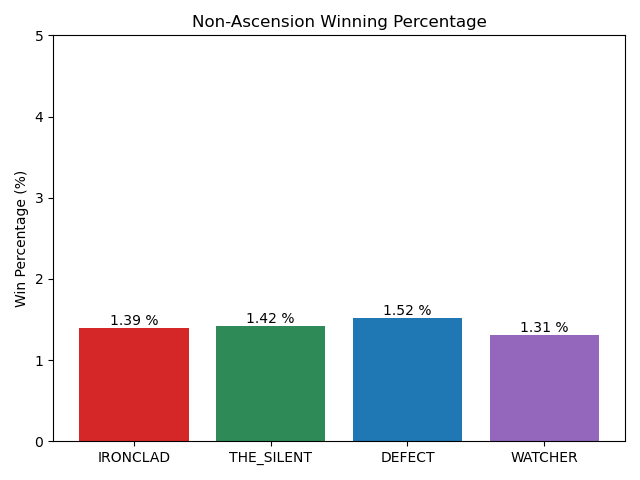 Non-Ascension Winning Percentage
5
4
3
2
1
0
Win Percentage (%)
1.39 %
1.42 %
1.52 %
1.31 %
IRONCLAD
THE_SILENT
DEFECT
WATCHER